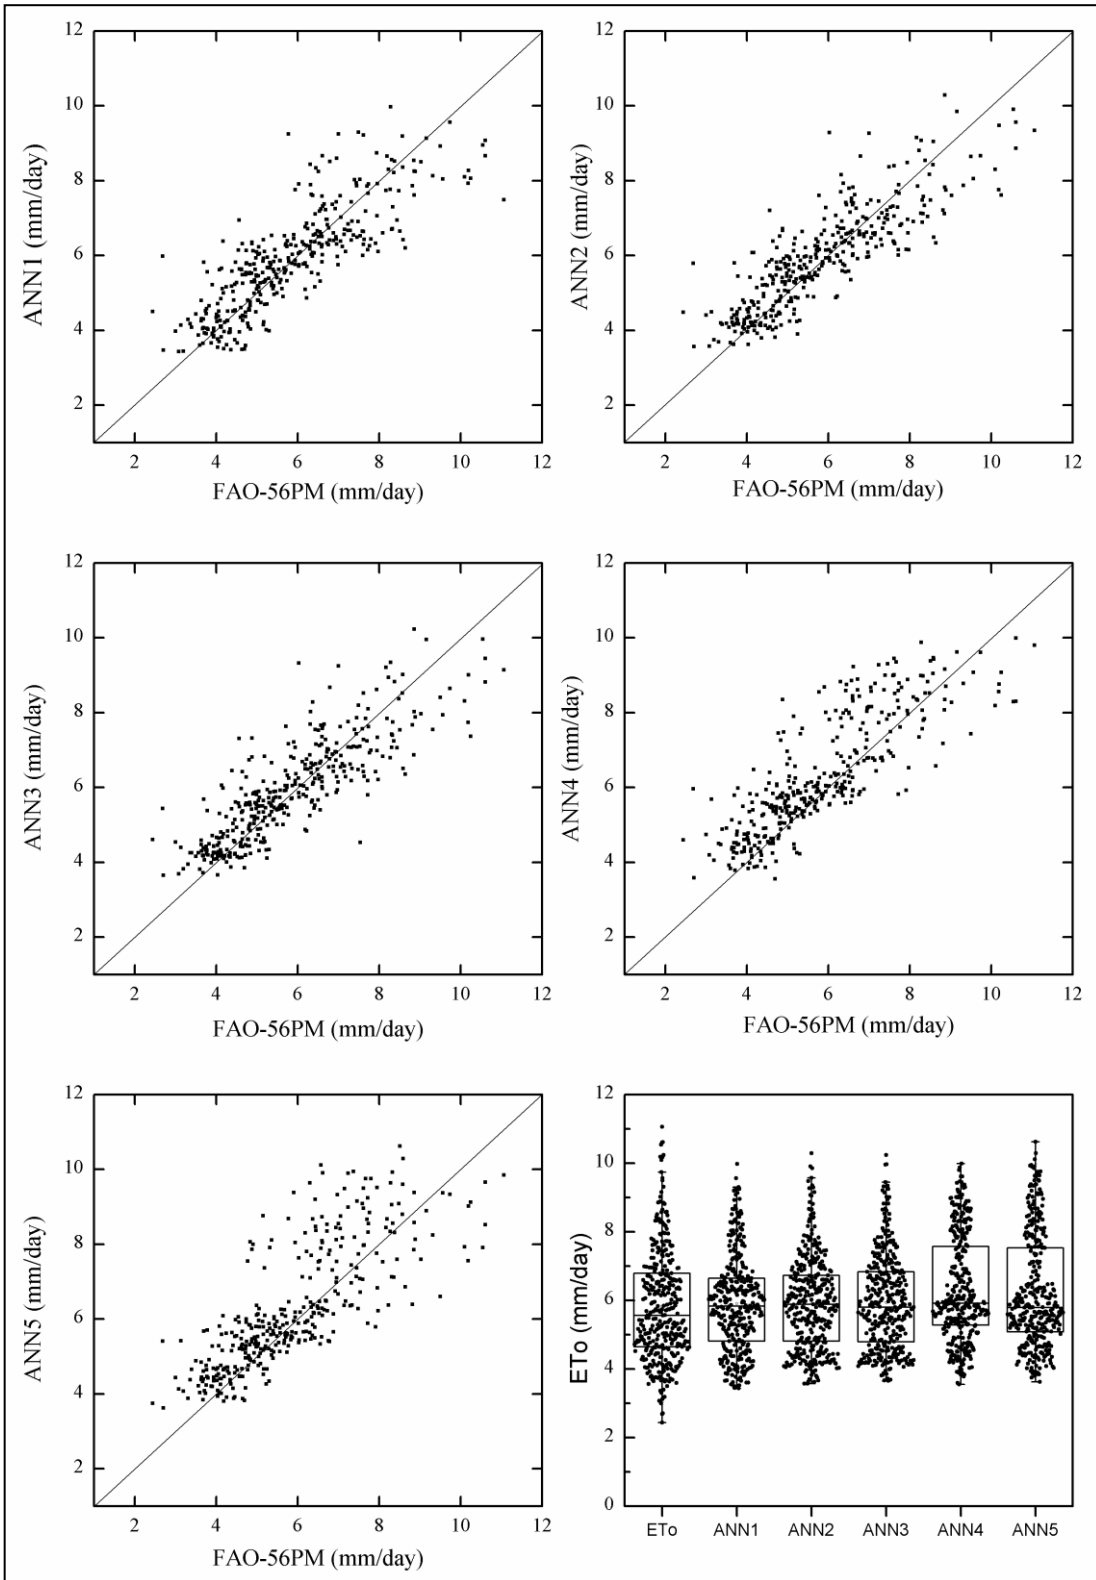 12
10
8
6
4
2
ANN1 (mm/day)
2 4 6 8 10 12
FAO-56PM (mm/day)
12
10
8
6
4
2
ANN2 (mm/day)
2 4 6 8 10 12
FAO-56PM (mm/day)
12
10
8
6
4
2
ANN3 (mm/day)
2 4 6 8 10 12
FAO-56PM (mm/day)
12
10
8
6
4
2
ANN4 (mm/day)
2 4 6 8 10 12
FAO-56PM (mm/day)
12
10
8
6
4
2
ANN5 (mm/day)
2 4 6 8 10 12
FAO-56PM (mm/day)
12
10
8
6
4
2
0
ETo (mm/day)
ETo ANN1 ANN2 ANN3 ANN4 ANN5